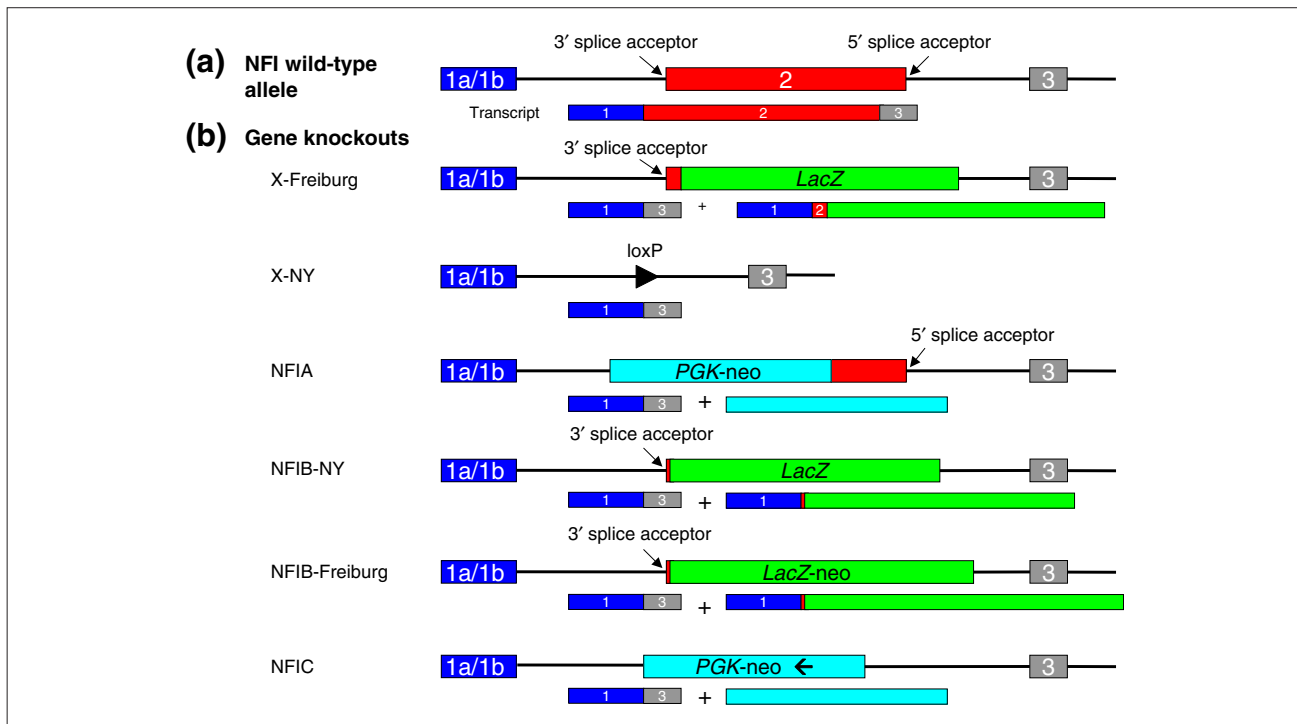 3′ splice acceptor 5′ splice acceptor
(a) NFI wild-type allele
1a/1b 2 3
Transcript 1 2 3
(b) Gene knockouts
3′ splice acceptor
X-Freiburg 1a/1b LacZ 3
1 3 + 1 2
loxP
X-NY 1a/1b 3
1 3
5′ splice acceptor
NFIA 1a/1b PGK-neo 3
1 3 +
3′ splice acceptor
NFIB-NY 1a/1b LacZ 3
1 3 + 1
3′ splice acceptor
NFIB-Freiburg 1a/1b LacZ-neo 3
1 3 + 1
NFIC 1a/1b PGK-neo ← 3
1 3 +